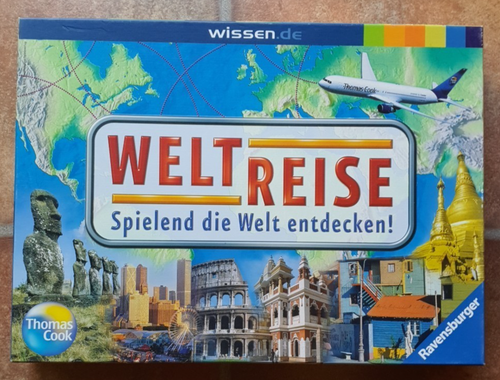 wissen.de
Thomas Cook
WELT
REISE
Spielend die Welt entdecken!
Thomas
Cook
Ravensburger